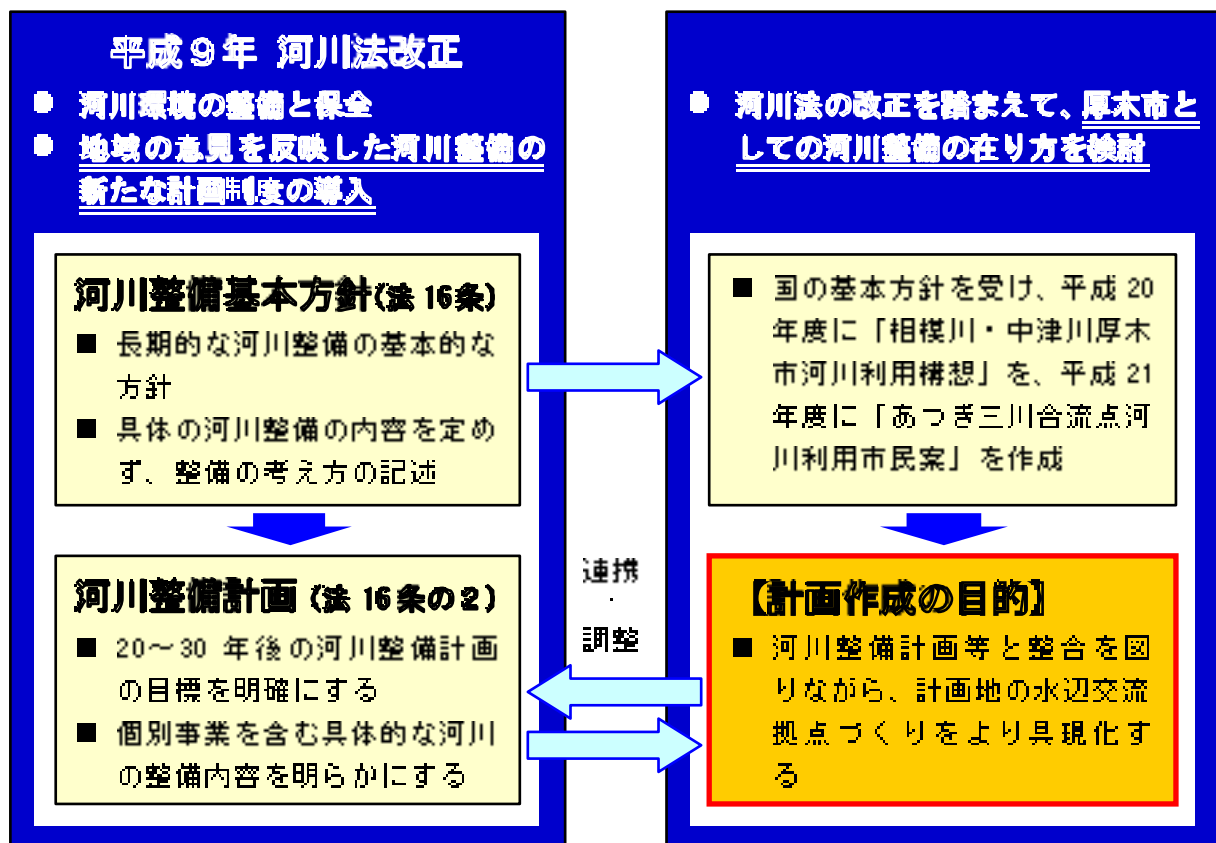 平成９年 河川法改正
● 河川環境の整備と保全
● 地域の意見を反映した河川整備の
新たな計画制度の導入
河川整備基本方針(法 16条)
■ 長期的な河川整備の基本的な
方針
■ 具体の河川整備の内容を定め
ず、整備の考え方の記述
河川整備計画（法 16 条の２）
■ 20～30 年後の河川整備計画
の目標を明確にする
■ 個別事業を含む具体的な河川
の整備内容を明らかにする
連携
・
調整
● 河川法の改正を踏まえて、厚木市と
しての河川整備の在り方を検討
■ 国の基本方針を受け、平成 20
年度に「相模川・中津川厚木
市河川利用構想」を、平成 21
年度に「あつぎ三川合流点河
川利用市民案」を作成
【計画作成の目的】
■ 河川整備計画等と整合を図
りながら、計画地の水辺交流
拠点づくりをより具現化す
る